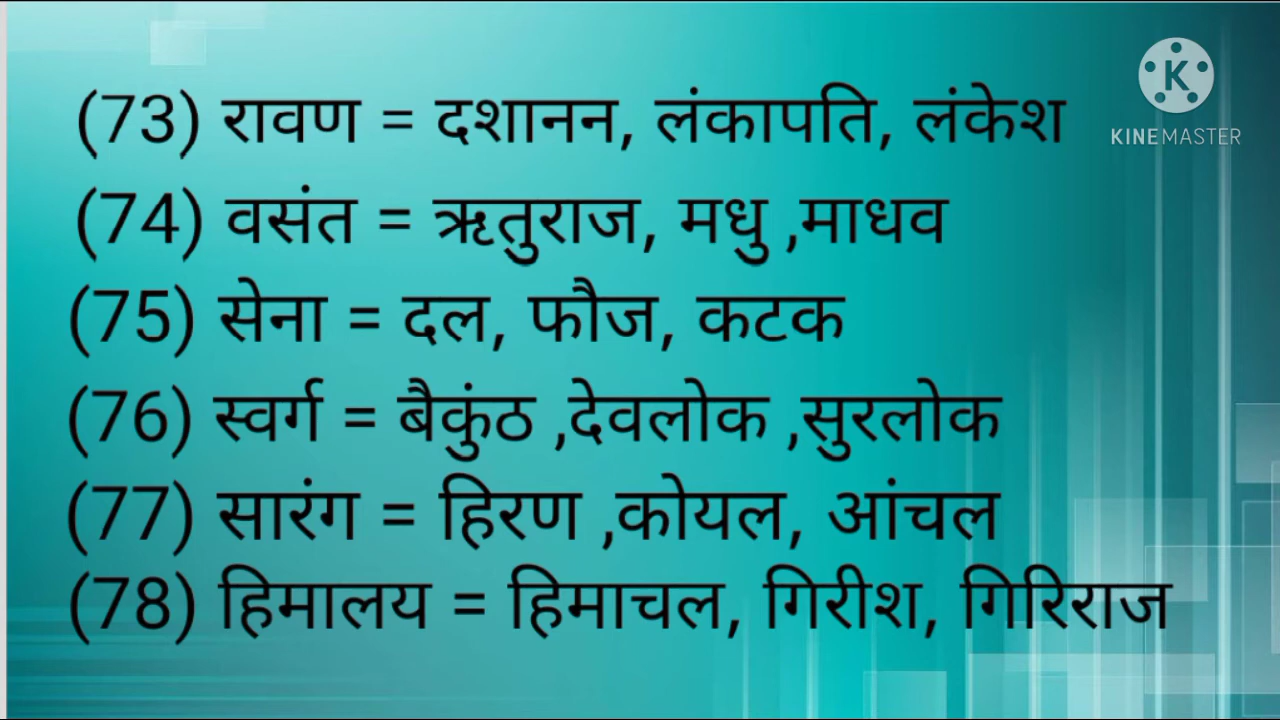 (73) रावण = दशानन, लंकापति, लंकेश
(74) वसंत = ऋतुराज, मधु ,माधव
(75) सेना = दल, फौज, कटक
(76) स्वर्ग = बैकुंठ ,देवलोक ,सुरलोक
(77) सारंग = हिरण ,कोयल, आंचल
(78) हिमालय = हिमाचल, गिरीश, गिरिराज
K
KINEMASTER